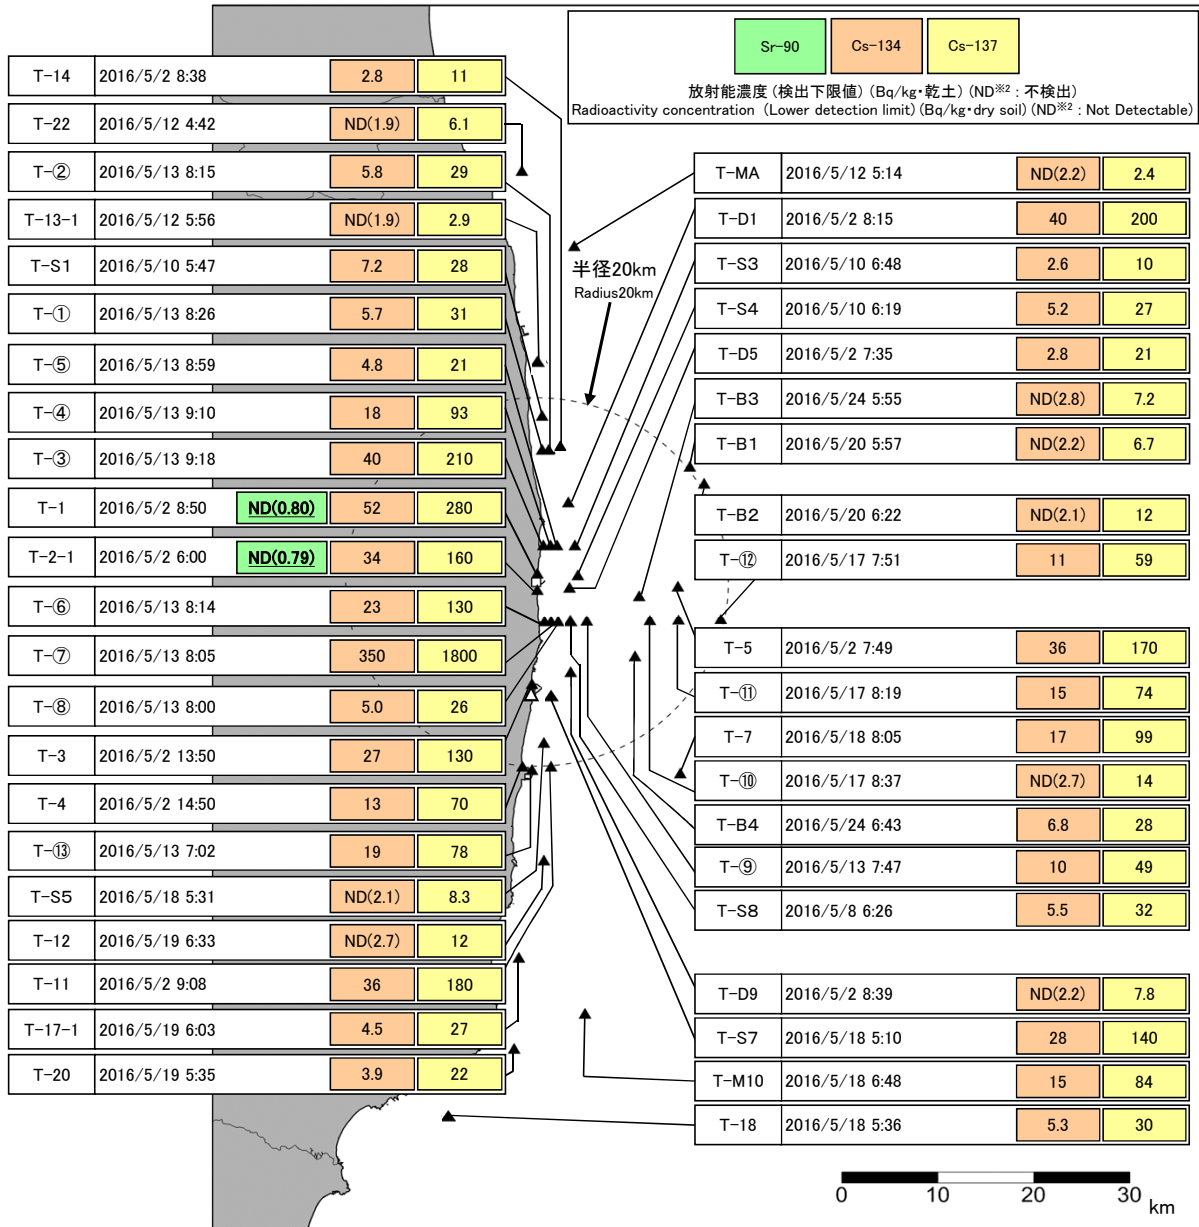 Sr-90 Cs-134 Cs-137
放射能濃度 (検出下限値) (Bq/kg・乾土) (ND※2 : 不検出)
Radioactivity concentration (Lower detection limit) (Bq/kg・dry soil) (ND※2 : Not Detectable)
T-14 2016/5/2 8:38 2.8 11
T-22 2016/5/12 4:42 ND(1.9) 6.1
T-② 2016/5/13 8:15 5.8 29
T-13-1 2016/5/12 5:56 ND(1.9) 2.9
T-S1 2016/5/10 5:47 7.2 28
T-① 2016/5/13 8:26 5.7 31
T-⑤ 2016/5/13 8:59 4.8 21
T-④ 2016/5/13 9:10 18 93
T-③ 2016/5/13 9:18 40 210
T-1 2016/5/2 8:50 ND(0.80) 52 280
T-2-1 2016/5/2 6:00 ND(0.79) 34 160
T-⑥ 2016/5/13 8:14 23 130
T-⑦ 2016/5/13 8:05 350 1800
T-⑧ 2016/5/13 8:00 5.0 26
T-3 2016/5/2 13:50 27 130
T-4 2016/5/2 14:50 13 70
T-⑬ 2016/5/13 7:02 19 78
T-S5 2016/5/18 5:31 ND(2.1) 8.3
T-12 2016/5/19 6:33 ND(2.7) 12
T-11 2016/5/2 9:08 36 180
T-17-1 2016/5/19 6:03 4.5 27
T-20 2016/5/19 5:35 3.9 22
半径20km
Radius20km
T-MA 2016/5/12 5:14 ND(2.2) 2.4
T-D1 2016/5/2 8:15 40 200
T-S3 2016/5/10 6:48 2.6 10
T-S4 2016/5/10 6:19 5.2 27
T-D5 2016/5/2 7:35 2.8 21
T-B3 2016/5/24 5:55 ND(2.8) 7.2
T-B1 2016/5/20 5:57 ND(2.2) 6.7
T-B2 2016/5/20 6:22 ND(2.1) 12
T-⑫ 2016/5/17 7:51 11 59
T-5 2016/5/2 7:49 36 170
T-⑪ 2016/5/17 8:19 15 74
T-7 2016/5/18 8:05 17 99
T-⑩ 2016/5/17 8:37 ND(2.7) 14
T-B4 2016/5/24 6:43 6.8 28
T-⑨ 2016/5/13 7:47 10 49
T-S8 2016/5/8 6:26 5.5 32
T-D9 2016/5/2 8:39 ND(2.2) 7.8
T-S7 2016/5/18 5:10 28 140
T-M10 2016/5/18 6:48 15 84
T-18 2016/5/18 5:36 5.3 30
0 10 20 30 km